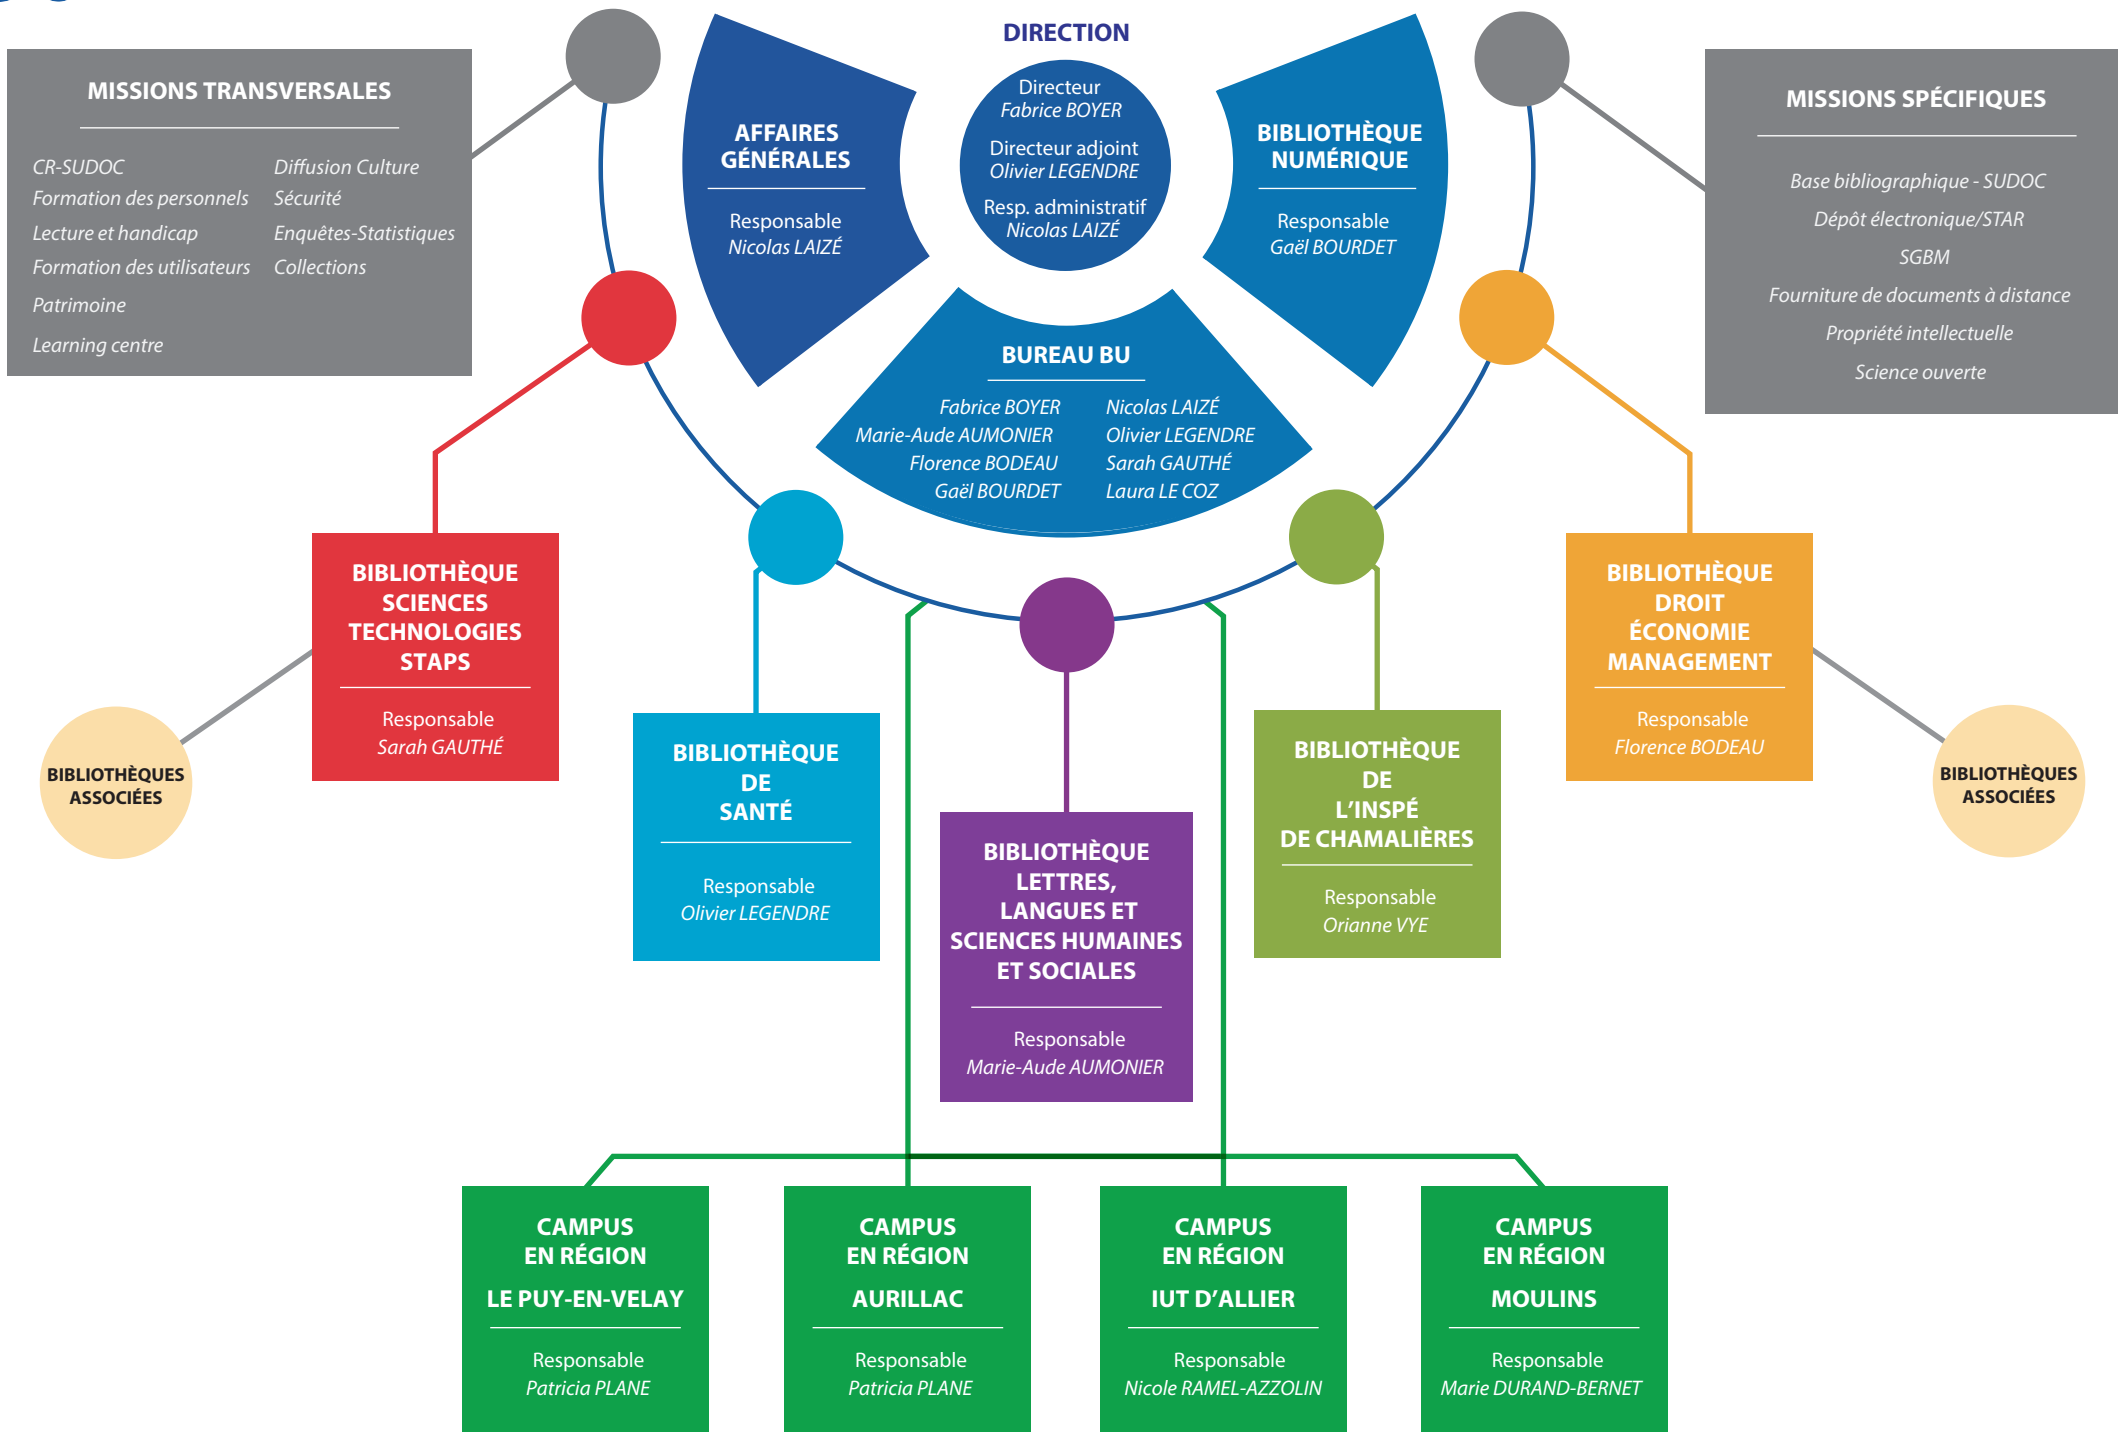 DIRECTION
Directeur
Fabrice BOYER
Directeur adjoint
Olivier LEGENDRE
Resp. administratif
Nicolas LAIZÉ
AFFAIRES
GÉNÉRALES
Responsable
Nicolas LAIZÉ
BIBLIOTHÈQUE
NUMÉRIQUE
Responsable
Gaël BOURDET
BUREAU BU
Fabrice BOYER Nicolas LAIZÉ
Marie-Aude AUMONIER Olivier LEGENDRE
Florence BODEAU Sarah GAUTHÉ
Gaël BOURDET Laura LE COZ
MISSIONS TRANSVERSALES
CR-SUDOC Diffusion Culture
Formation des personnels Sécurité
Lecture et handicap Enquêtes-Statistiques
Formation des utilisateurs Collections
Patrimoine
Learning centre
MISSIONS SPÉCIFIQUES
Base bibliographique - SUDOC
Dépôt électronique/STAR
SGBM
Fourniture de documents à distance
Propriété intellectuelle
Science ouverte
BIBLIOTHÈQUE
SCIENCES
TECHNOLOGIES
STAPS
Responsable
Sarah GAUTHÉ
BIBLIOTHÈQUES
ASSOCIÉES
BIBLIOTHÈQUE
DE
SANTÉ
Responsable
Olivier LEGENDRE
BIBLIOTHÈQUE
LETTRES,
LANGUES ET
SCIENCES HUMAINES
ET SOCIALES
Responsable
Marie-Aude AUMONIER
BIBLIOTHÈQUE
DE
L’INSPÉ
DE CHAMALIÈRES
Responsable
Orianne VYE
BIBLIOTHÈQUE
DROIT
ÉCONOMIE
MANAGEMENT
Responsable
Florence BODEAU
BIBLIOTHÈQUES
ASSOCIÉES
CAMPUS
EN RÉGION
LE PUY-EN-VELAY
Responsable
Patricia PLANE
CAMPUS
EN RÉGION
AURILLAC
Responsable
Patricia PLANE
CAMPUS
EN RÉGION
IUT D’ALLIER
Responsable
Nicole RAMEL-AZZOLIN
CAMPUS
EN RÉGION
MOULINS
Responsable
Marie DURAND-BERNET